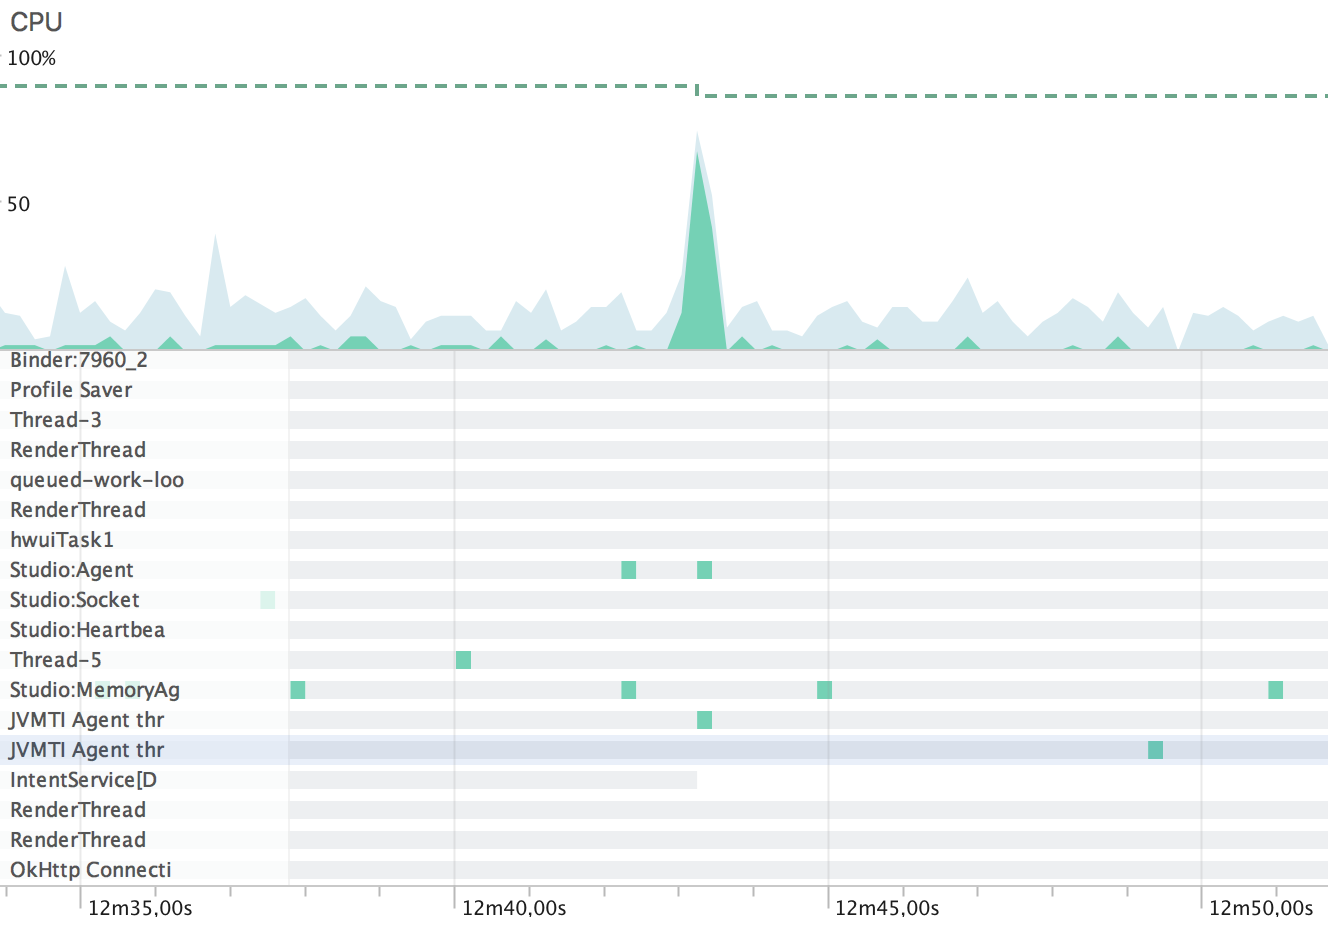 CPU
100%
50
Binder:7960_2
Profile Saver
Thread-3
RenderThread
queued-work-loo
RenderThread
hwuiTask1
Studio:Agent
Studio:Socket
Studio:Heartbea
Thread-5
Studio:MemoryAg
JVMTI Agent thr
JVMTI Agent thr
IntentService[D
RenderThread
RenderThread
OkHttp Connecti
12m35,00s 12m40,00s 12m45,00s 12m50,00s